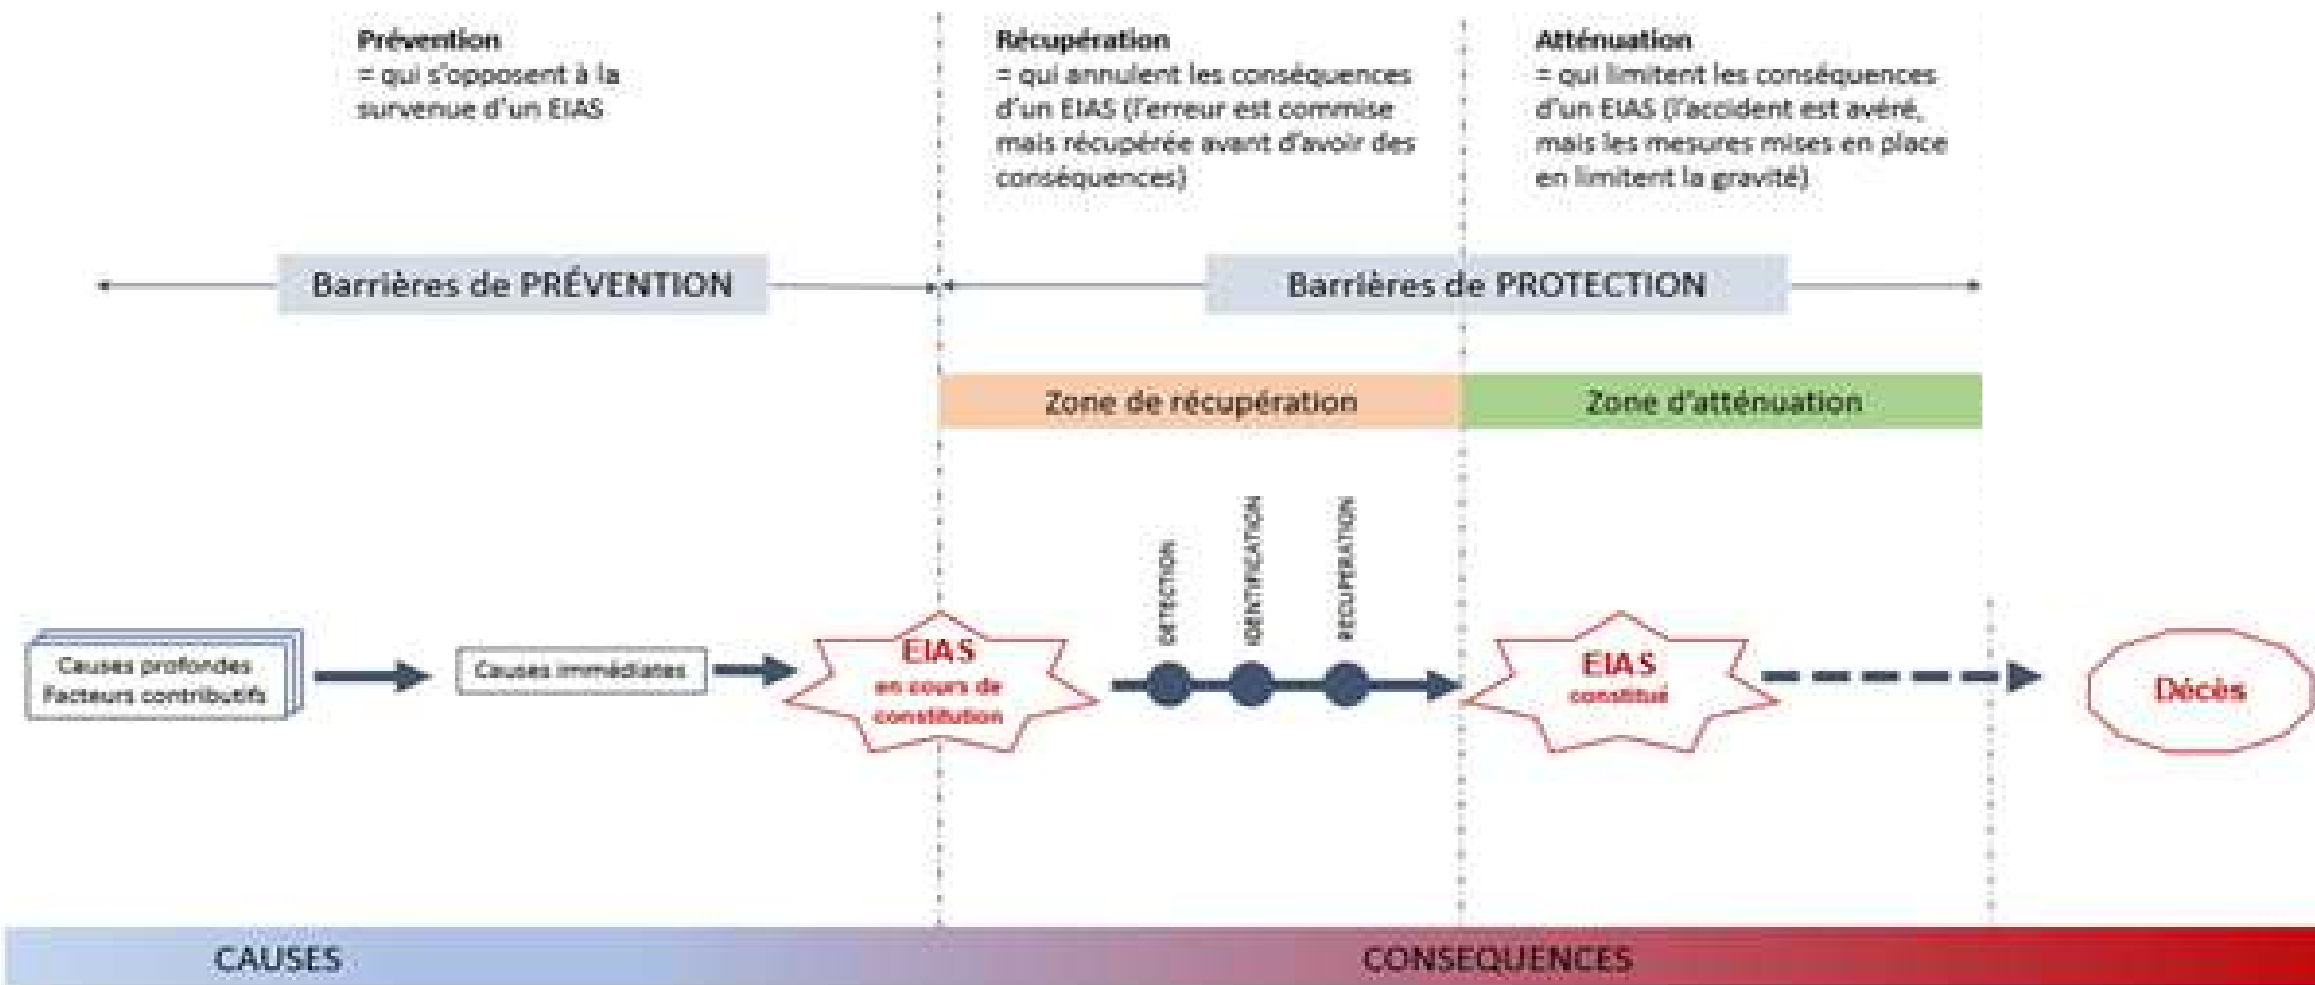 Prévention
= qui s'opposent à la
survenue d'un EIAS
Récupération
= qui annulent les conséquences
d'un EIAS (l'erreur est commise
mais récupérée avant d'avoir des
conséquences)
Atténuation
= qui limitent les conséquences
d'un EIAS (l'accident est avéré,
mais les mesures mises en place
en limitent la gravité)
Barrières de PRÉVENTION
Barrières de PROTECTION
Zone de récupération
Zone d'atténuation
DETECTION
IDENTIFICATION
RECUPERATION
Causes profondes
Facteurs contributifs
Causes immédiates
EIAS
en cours de
constitution
EIAS
constitué
Décès
CAUSES
CONSEQUENCES